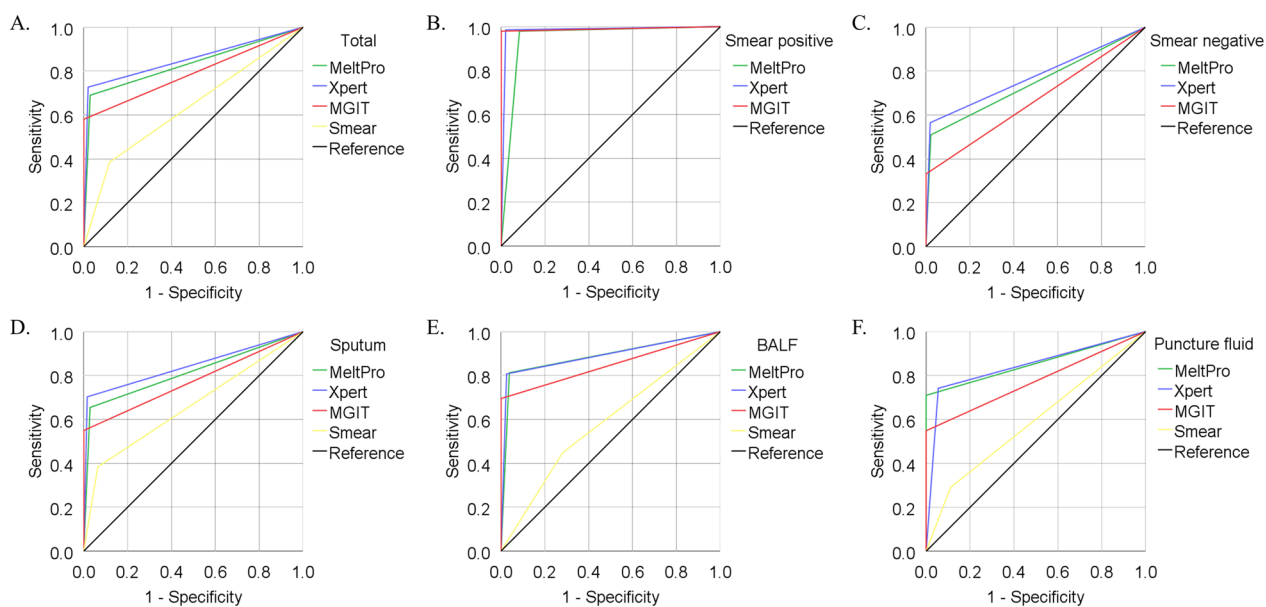 A.
Total
MeltPro
Xpert
MGIT
Smear
Reference
Sensitivity
1.0
0.8
0.6
0.4
0.2
0.0
0.0 0.2 0.4 0.6 0.8 1.0
1 - Specificity
B.
Smear positive
MeltPro
Xpert
MGIT
Reference
Sensitivity
1.0
0.8
0.6
0.4
0.2
0.0
0.0 0.2 0.4 0.6 0.8 1.0
1 - Specificity
C.
Smear negative
MeltPro
Xpert
MGIT
Reference
Sensitivity
1.0
0.8
0.6
0.4
0.2
0.0
0.0 0.2 0.4 0.6 0.8 1.0
1 - Specificity
D.
Sputum
MeltPro
Xpert
MGIT
Smear
Reference
Sensitivity
1.0
0.8
0.6
0.4
0.2
0.0
0.0 0.2 0.4 0.6 0.8 1.0
1 - Specificity
E.
BALF
MeltPro
Xpert
MGIT
Smear
Reference
Sensitivity
1.0
0.8
0.6
0.4
0.2
0.0
0.0 0.2 0.4 0.6 0.8 1.0
1 - Specificity
F.
Puncture fluid
MeltPro
Xpert
MGIT
Smear
Reference
Sensitivity
1.0
0.8
0.6
0.4
0.2
0.0
0.0 0.2 0.4 0.6 0.8 1.0
1 - Specificity